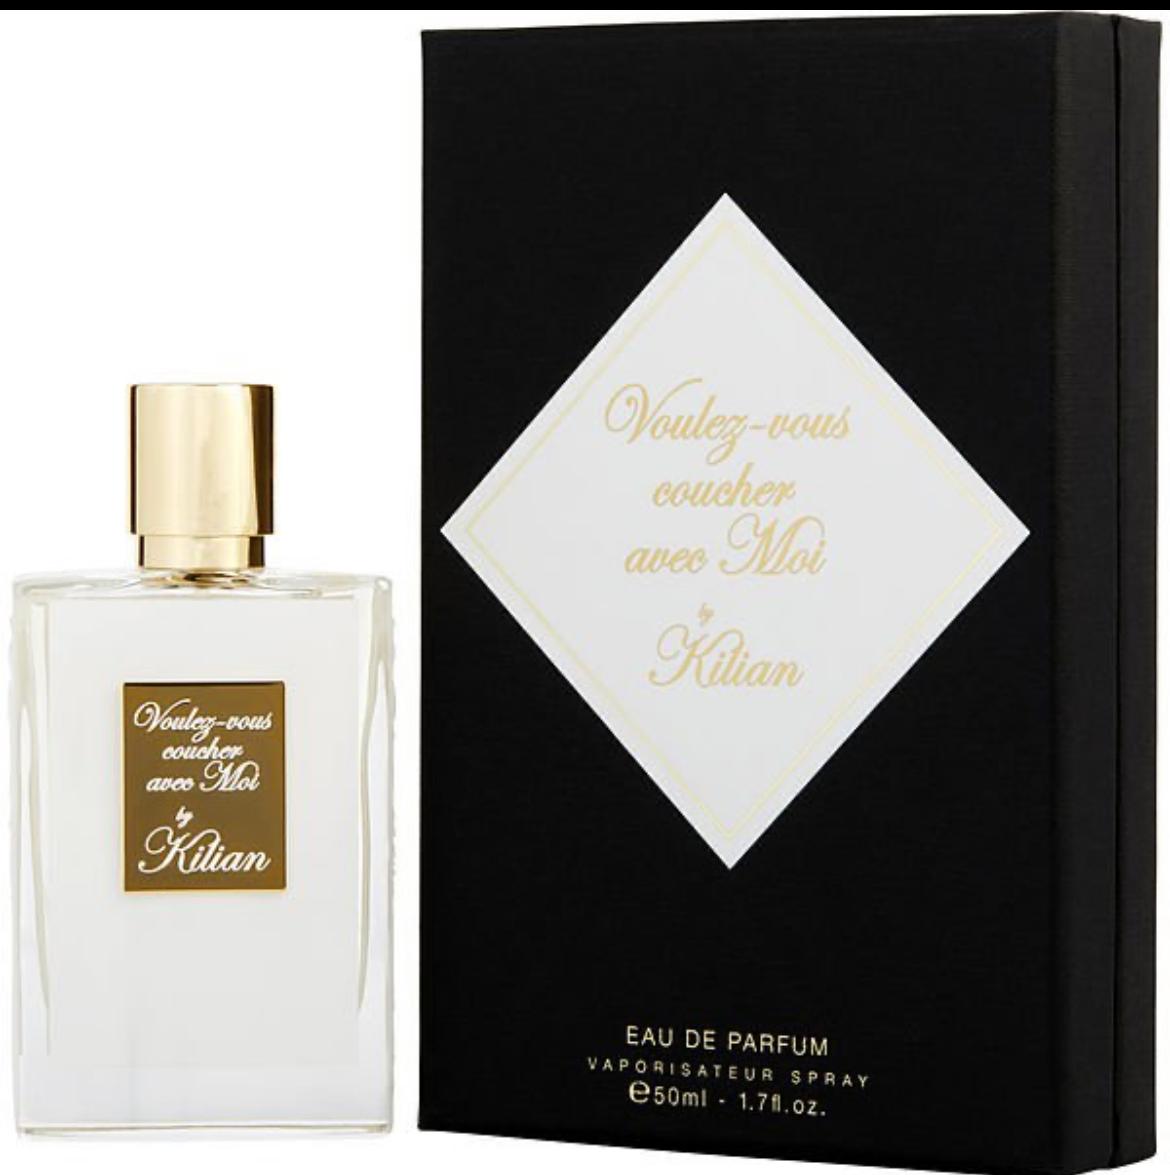 Voulez-vous
coucher
avec Moi
by
Kilian
Voulez-vous
coucher
avec Moi
by
Kilian
EAU DE PARFUM
VAPORISATEUR SPRAY
℮50ml - 1.7fl.oz.